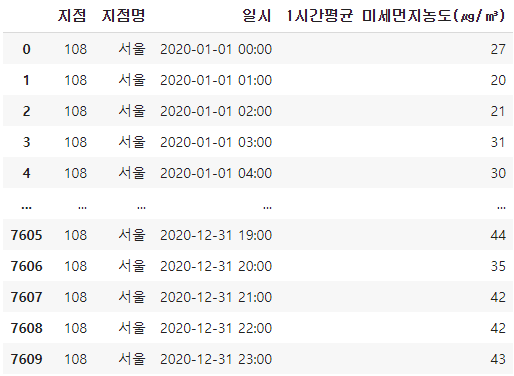 지점 지점명 일시 1시간평균 미세먼지농도(㎍/㎥)
0 108 서울 2020-01-01 00:00 27
1 108 서울 2020-01-01 01:00 20
2 108 서울 2020-01-01 02:00 21
3 108 서울 2020-01-01 03:00 31
4 108 서울 2020-01-01 04:00 30
... ... ... ... ...
7605 108 서울 2020-12-31 19:00 44
7606 108 서울 2020-12-31 20:00 35
7607 108 서울 2020-12-31 21:00 42
7608 108 서울 2020-12-31 22:00 42
7609 108 서울 2020-12-31 23:00 43